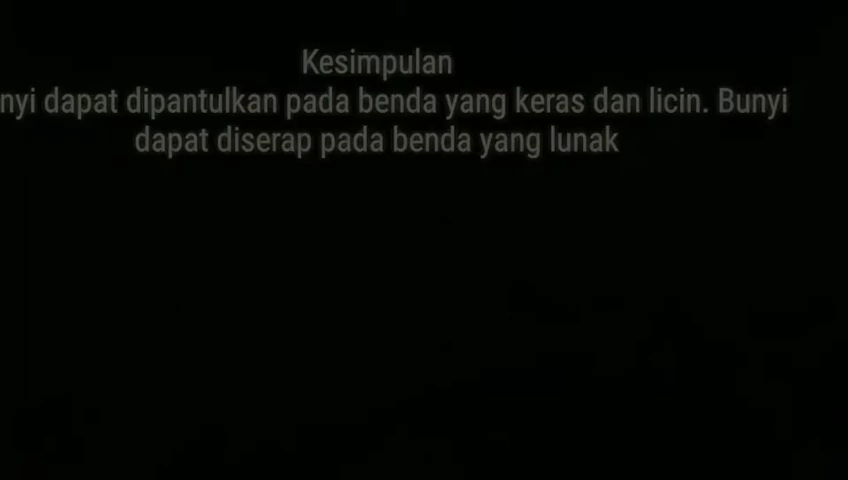 Kesimpulan
nyi dapat dipantulkan pada benda yang keras dan licin. Bunyi
dapat diserap pada benda yang lunak